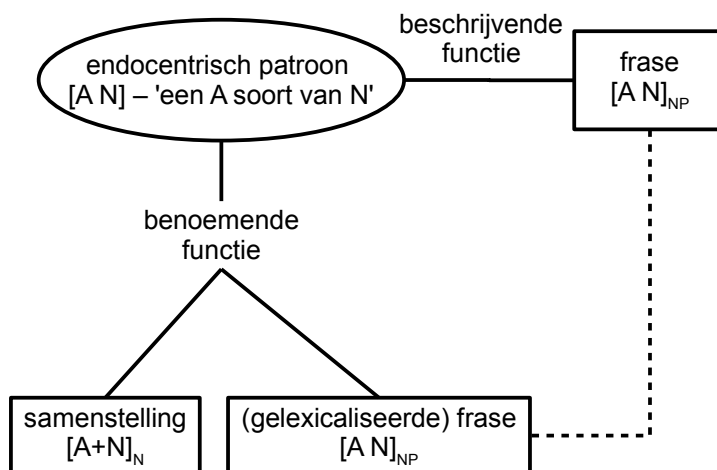 endocentrisch patroon
[A N] – 'een A soort van N'
beschrijvende
functie
frase
[A N]NP
benoemende
functie
samenstelling
[A+N]N
(gelexicaliseerde) frase
[A N]NP